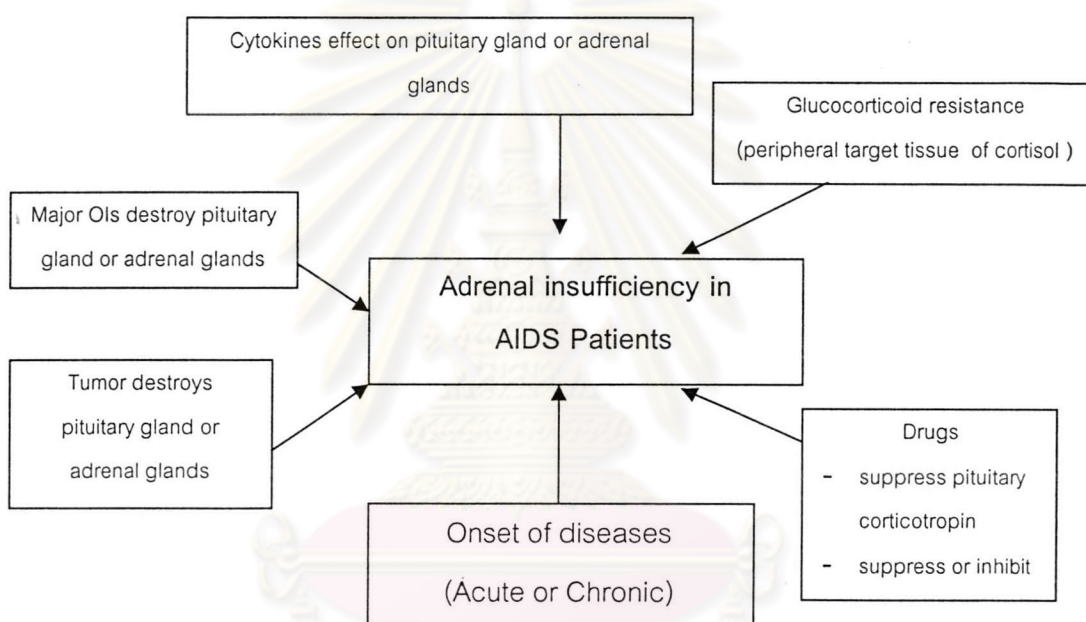 Cytokines effect on pituitary gland or adrenal
glands
Glucocorticoid resistance
(peripheral target tissue of cortisol )
Major OIs destroy pituitary
gland or adrenal glands
Adrenal insufficiency in
AIDS Patients
Tumor destroys
pituitary gland or
adrenal glands
Drugs
- suppress pituitary
corticotropin
- suppress or inhibit
Onset of diseases
(Acute or Chronic)